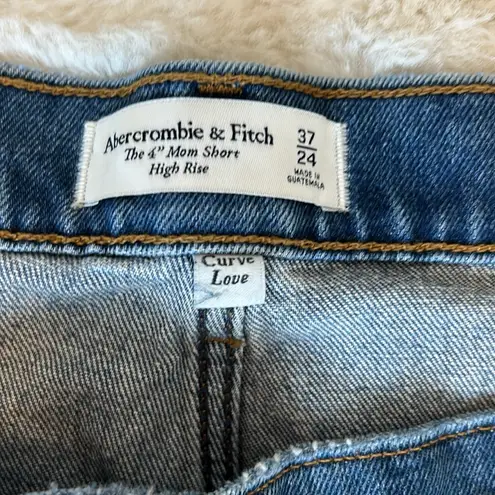 Abercrombie & Fitch
The 4" Mom Short
High Rise
37
24
MADE IN
GUATEMALA
Curve
Love